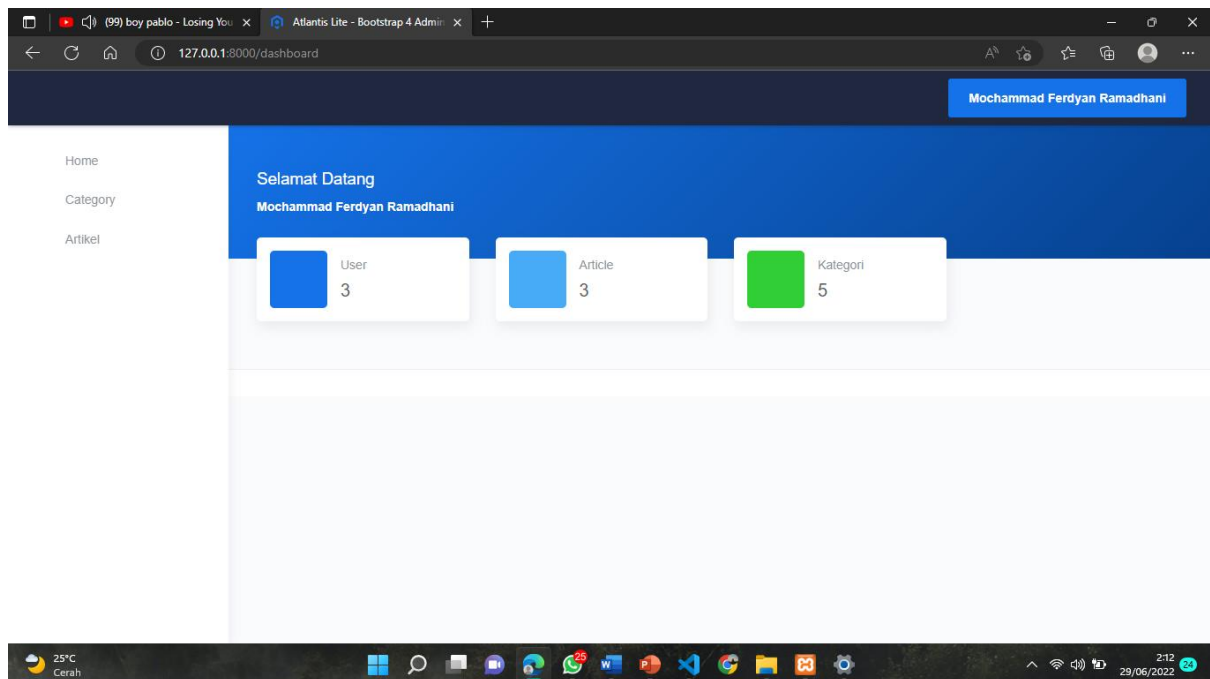 (99) boy pablo - Losing You
Atlantis Lite - Bootstrap 4 Admin
127.0.0.1:8000/dashboard
Mochammad Ferdyan Ramadhani
Home
Category
Artikel
Selamat Datang
Mochammad Ferdyan Ramadhani
User
3
Article
3
Kategori
5
25°C
Cerah
25
2:12
29/06/2022
24